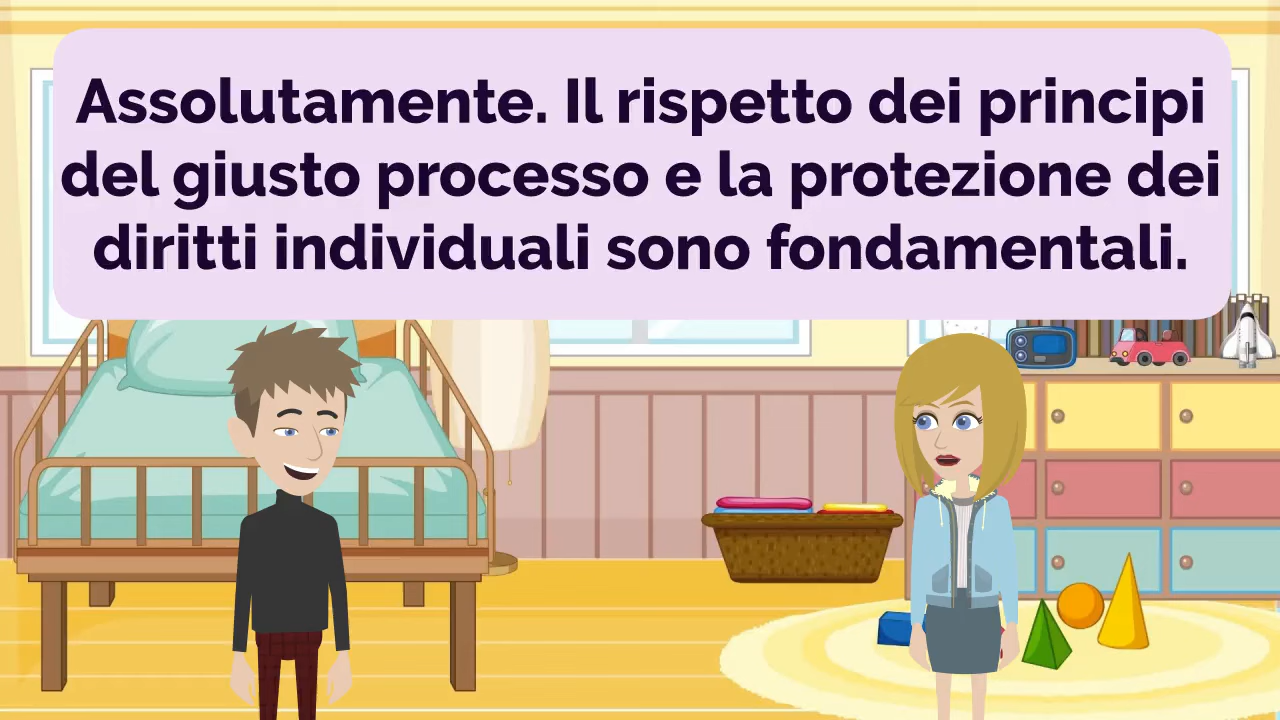 Assolutamente. Il rispetto dei principi
del giusto processo e la protezione dei
diritti individuali sono fondamentali.